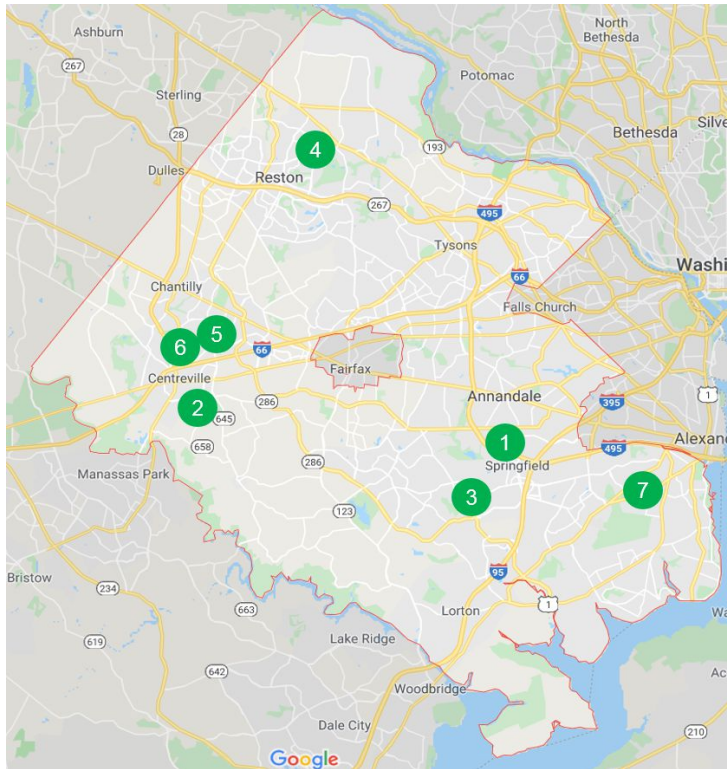 Ashburn
North
Bethesda
267
Potomac
Sterling
Silve
28
Bethesda
4
193
Dulles
Reston
267
495
Tysons
Washi
66
Chantilly
Falls Church
5
6
66
Fairfax
Centreville
Annandale
1
2
286
395
645
1
Alexand
658
495
286
Springfield
Manassas Park
3
7
123
95
Bristow
234
1
663
Lorton
Wa
619
Lake Ridge
642
Ac
Woodbridge
Dale City
210
Google